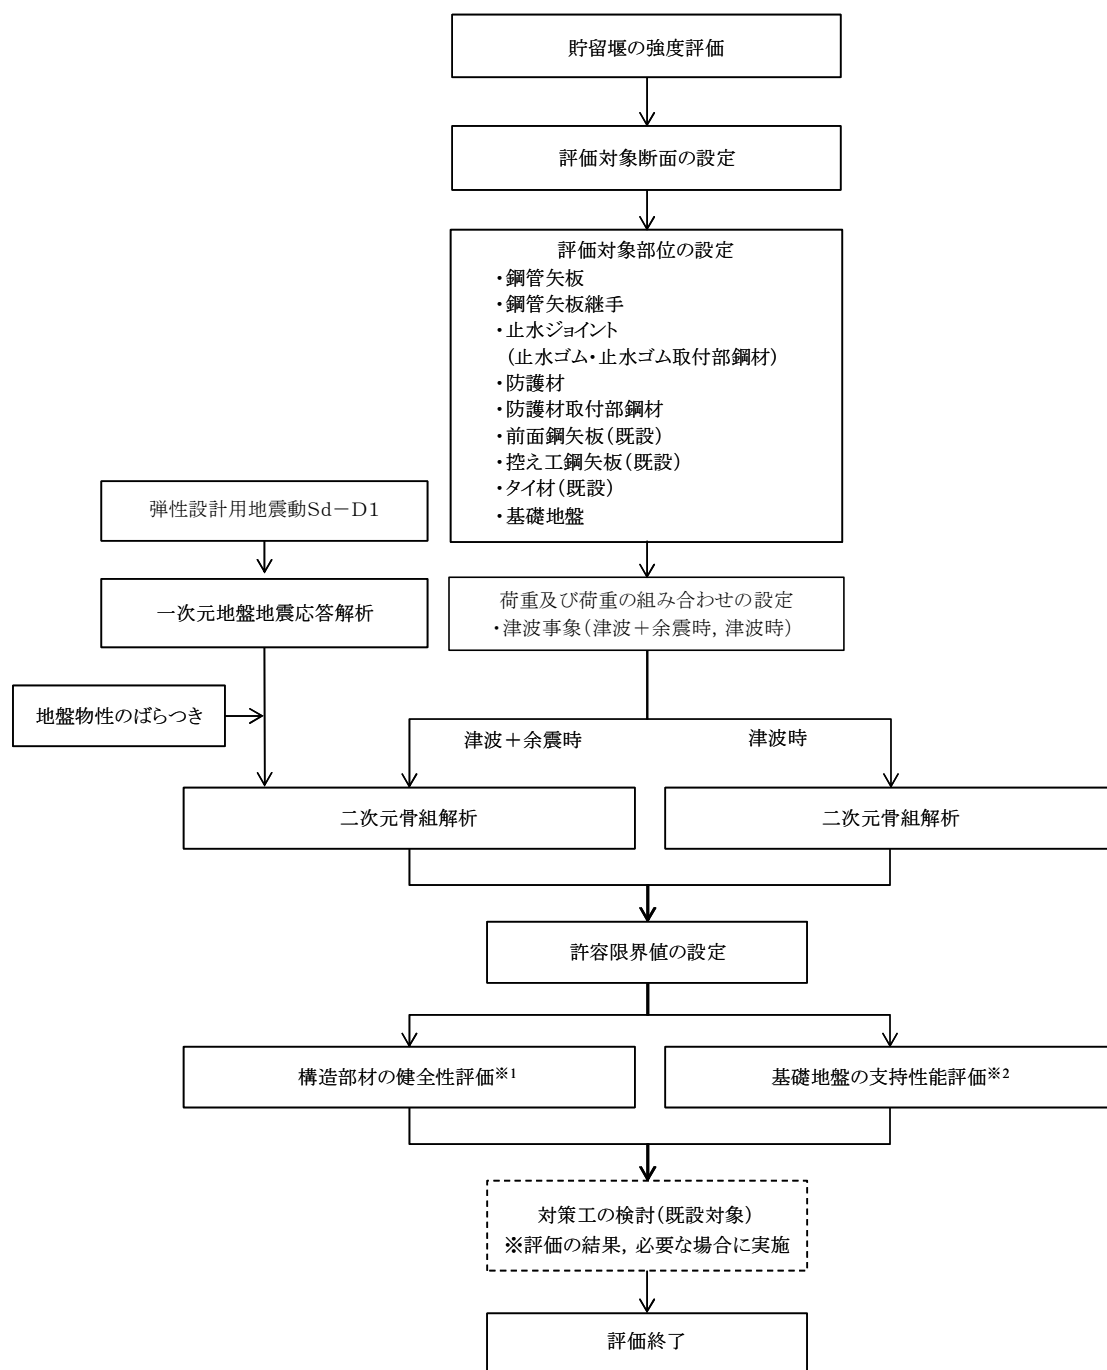 貯留堰の強度評価
評価対象断面の設定
評価対象部位の設定
・鋼管矢板
・鋼管矢板継手
・止水ジョイント
(止水ゴム・止水ゴム取付部鋼材)
・防護材
・防護材取付部鋼材
・前面鋼矢板(既設)
・控え工鋼矢板(既設)
・タイ材(既設)
・基礎地盤
弾性設計用地震動Sd-D1
一次元地盤地震応答解析
荷重及び荷重の組み合わせの設定
・津波事象(津波+余震時, 津波時)
地盤物性のばらつき
津波+余震時
津波時
二次元骨組解析
二次元骨組解析
許容限界値の設定
構造部材の健全性評価※1
基礎地盤の支持性能評価※2
対策工の検討(既設対象)
※評価の結果, 必要な場合に実施
評価終了